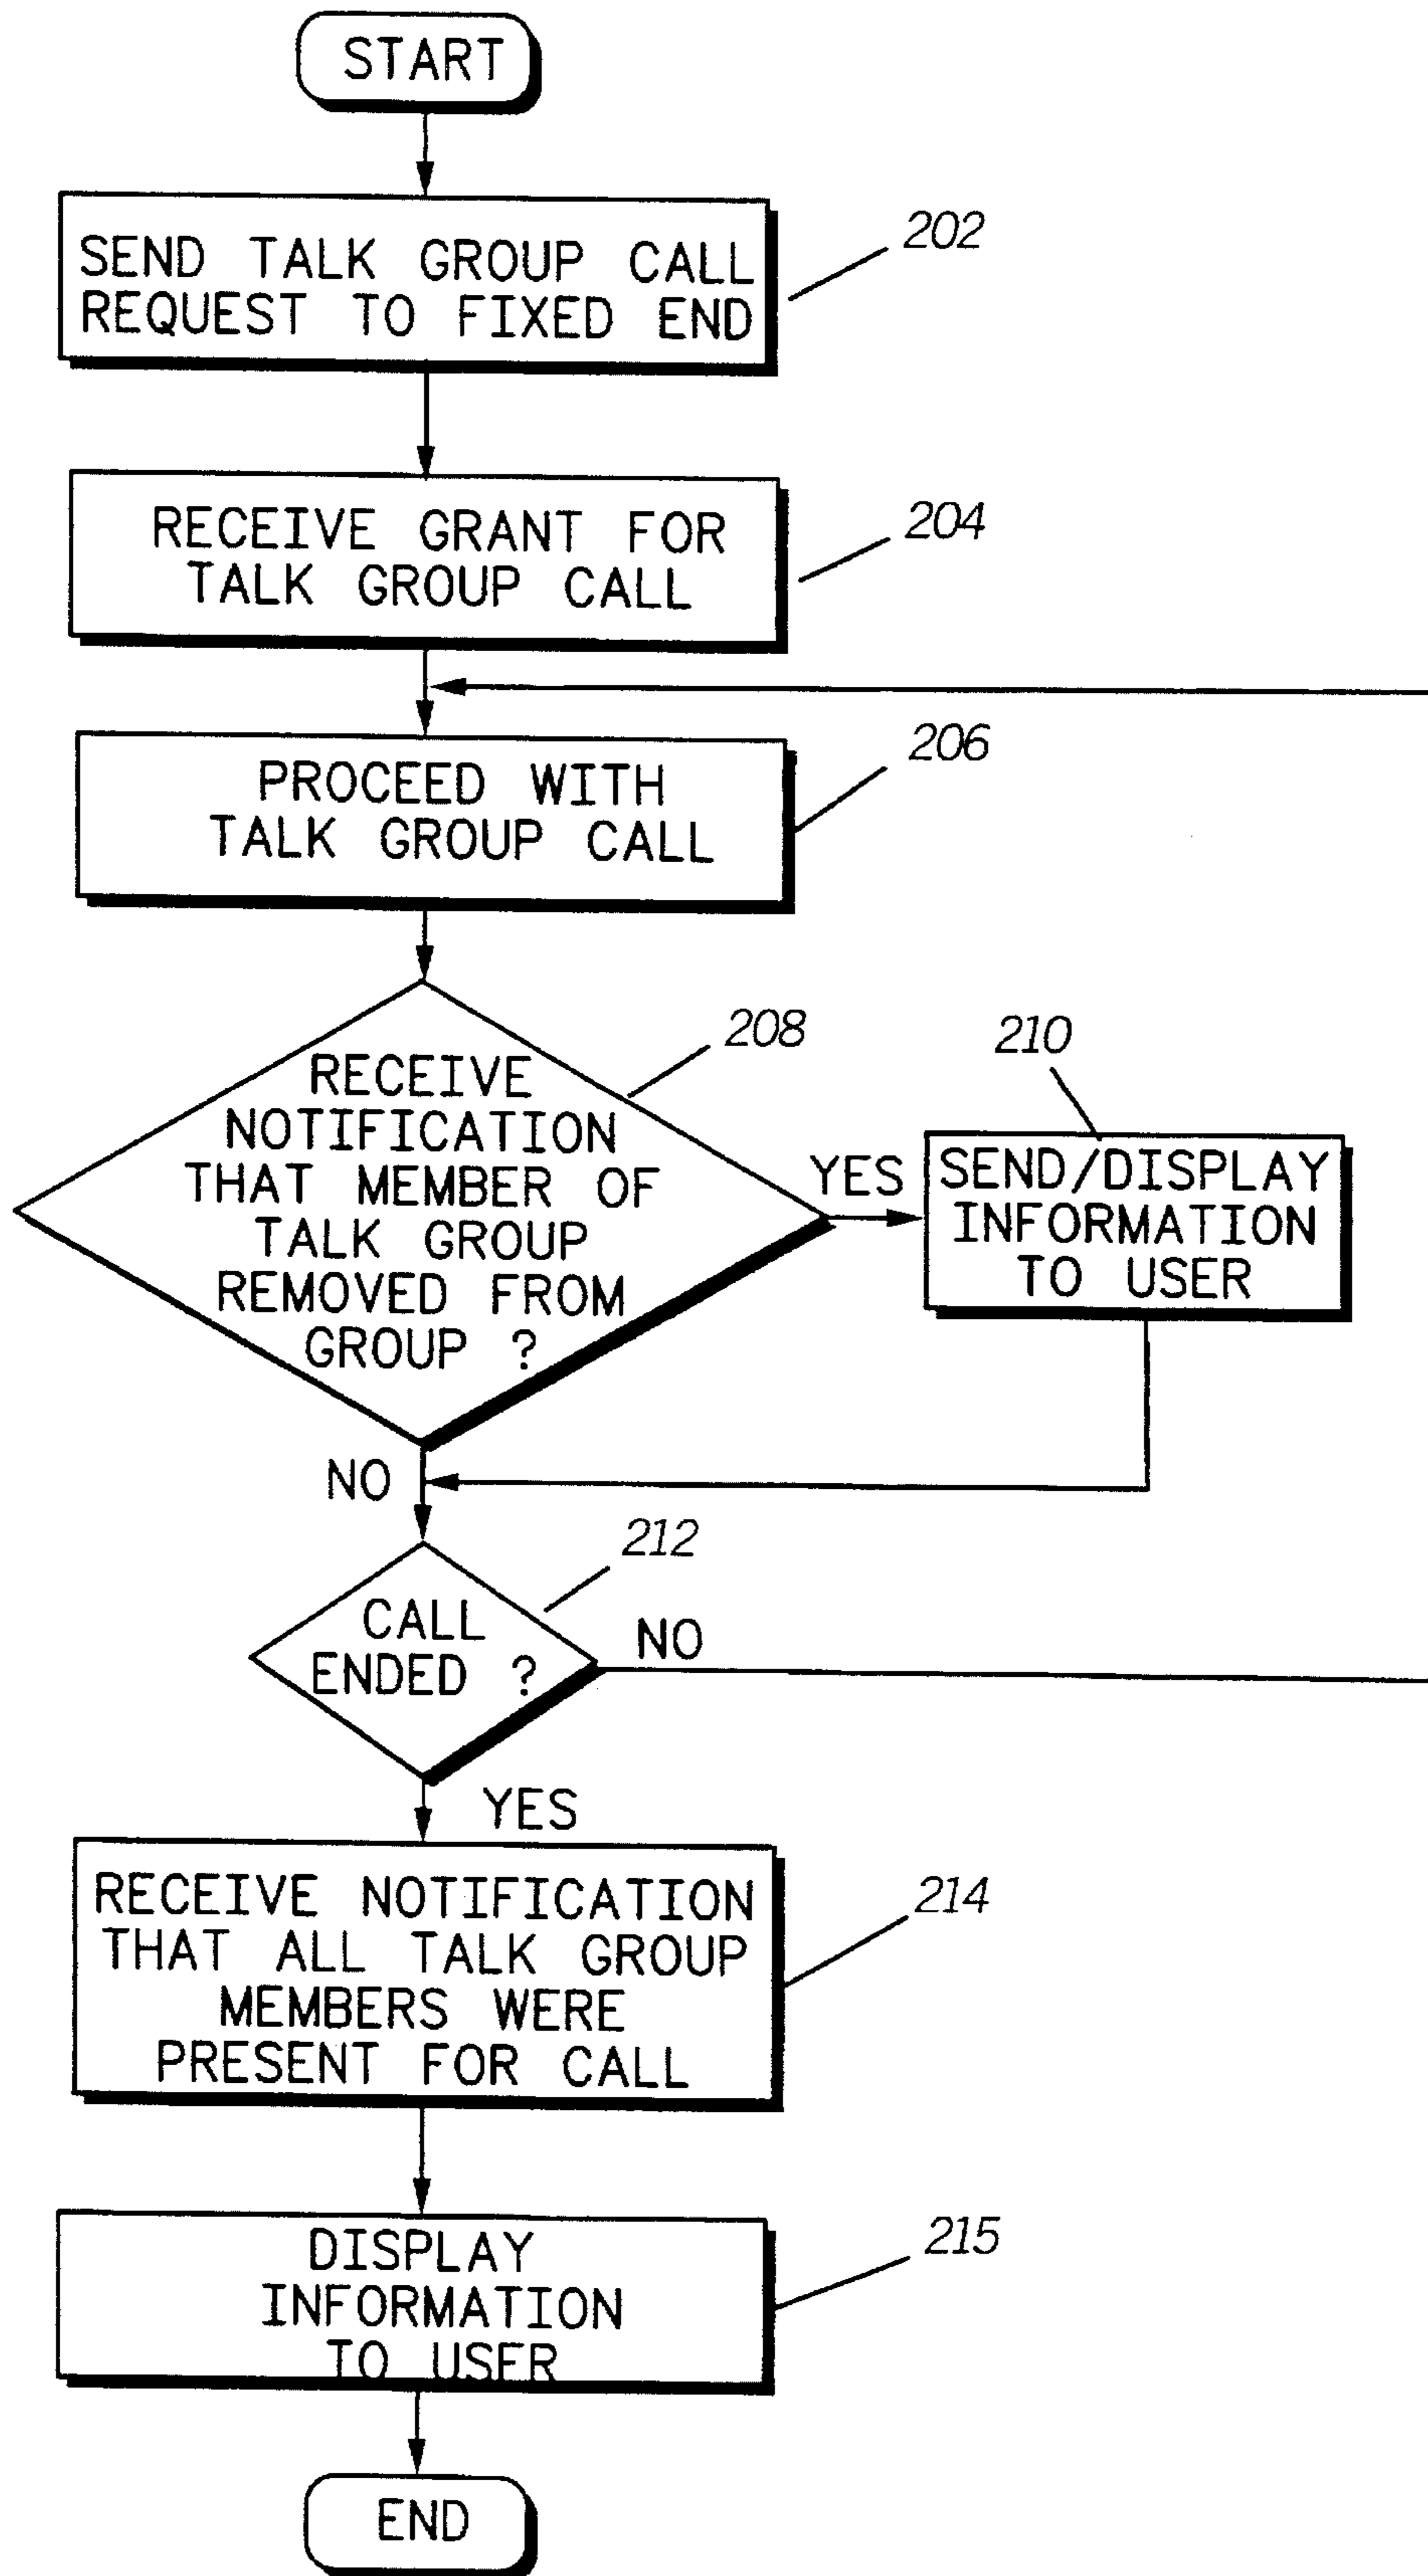 START
SEND TALK GROUP CALL
REQUEST TO FIXED END
202
RECEIVE GRANT FOR
TALK GROUP CALL
204
PROCEED WITH
TALK GROUP CALL
206
RECEIVE
NOTIFICATION
THAT MEMBER OF
TALK GROUP
REMOVED FROM
GROUP ?
208
YES
210
SEND/DISPLAY
INFORMATION
TO USER
NO
CALL
ENDED ?
212
NO
YES
RECEIVE NOTIFICATION
THAT ALL TALK GROUP
MEMBERS WERE
PRESENT FOR CALL
214
DISPLAY
INFORMATION
TO USER
215
END